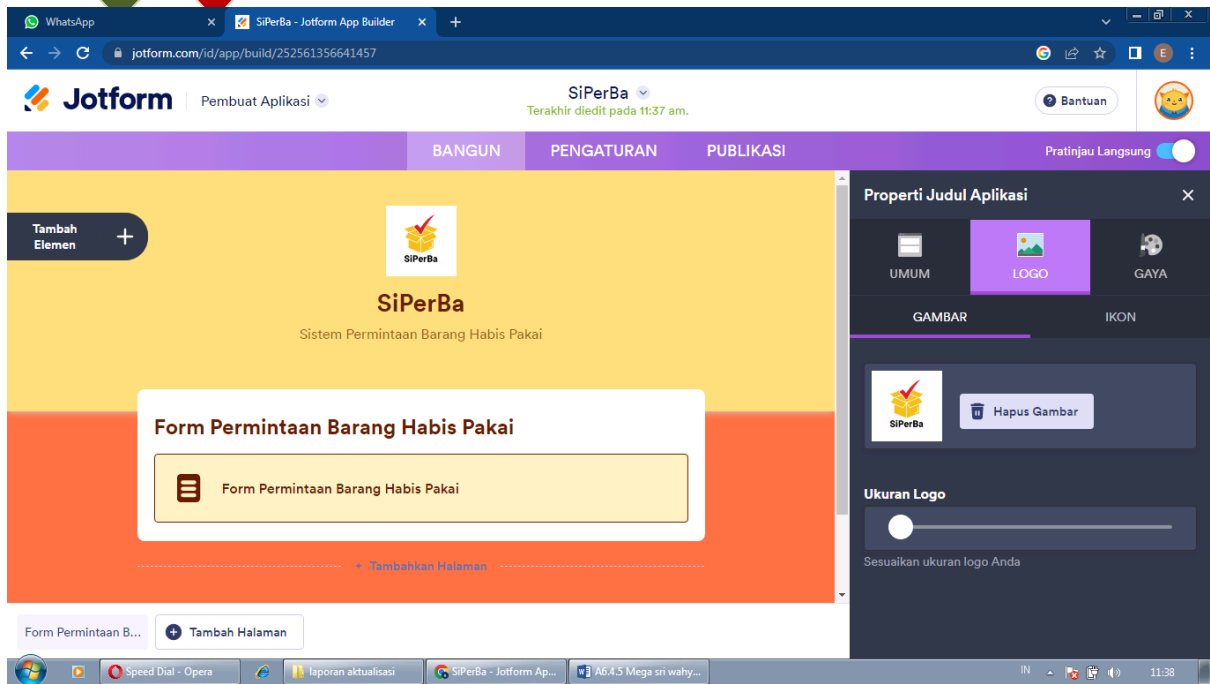 WhatsApp
SiPerBa - Jotform App Builder
jotform.com/id/app/build/252561356641457
E
Jotform
Pembuat Aplikasi
SiPerBa
Terakhir diedit pada 11:37 am.
Bantuan
BANGUN
PENGATURAN
PUBLIKASI
Pratinjau Langsung
Tambah
Elemen
SiPerBa
SiPerBa
Sistem Permintaan Barang Habis Pakai
Form Permintaan Barang Habis Pakai
Form Permintaan Barang Habis Pakai
+ Tambahkan Halaman
Properti Judul Aplikasi
UMUM
LOGO
GAYA
GAMBAR
IKON
SiPerBa
Hapus Gambar
Ukuran Logo
Sesuaikan ukuran logo Anda
Form Permintaan B...
Tambah Halaman
Speed Dial - Opera
laporan aktualisasi
SiPerBa - Jotform Ap...
A6.4.5 Mega sri wahy...
IN
11:38